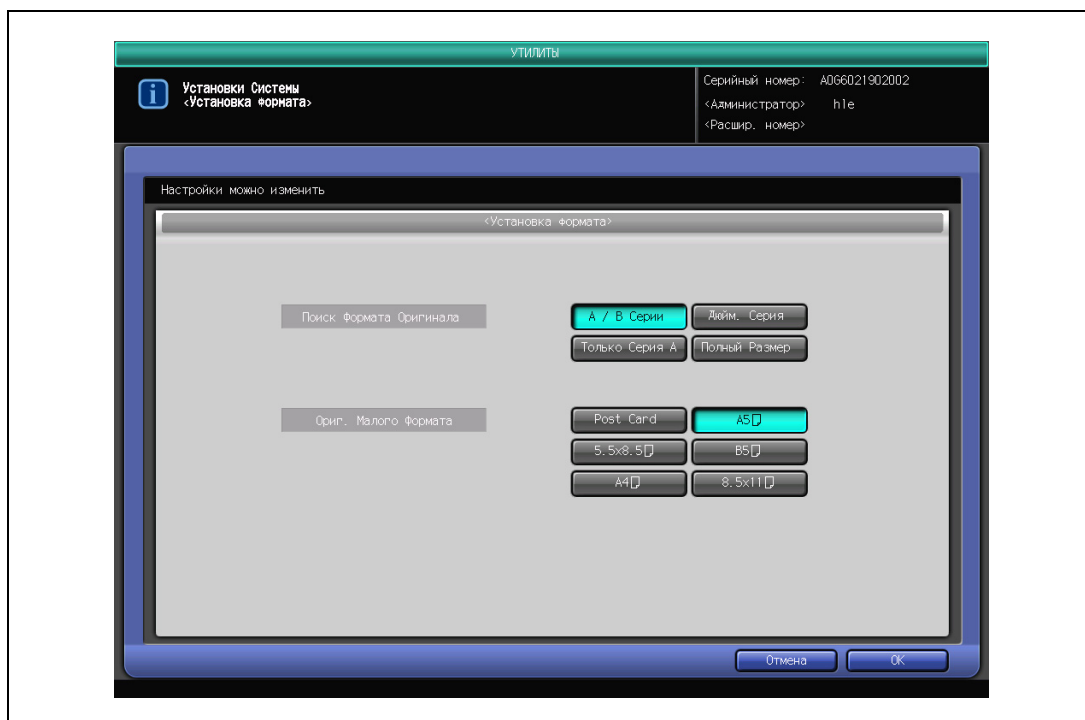 УТИЛИТЫ
Установки Системы
<Установка формата>
Серийный номер: A0G6021902002
<Администратор> hle
<Расшир. номер>
Настройки можно изменить
<Установка формата>
Поиск Формата Оригинала
A / B Серии
Дюйм. Серия
Только Серия A
Полный Размер
Ориг. Малого Формата
Post Card
A5
5.5x8.5
B5
A4
8.5x11
Отмена
OK